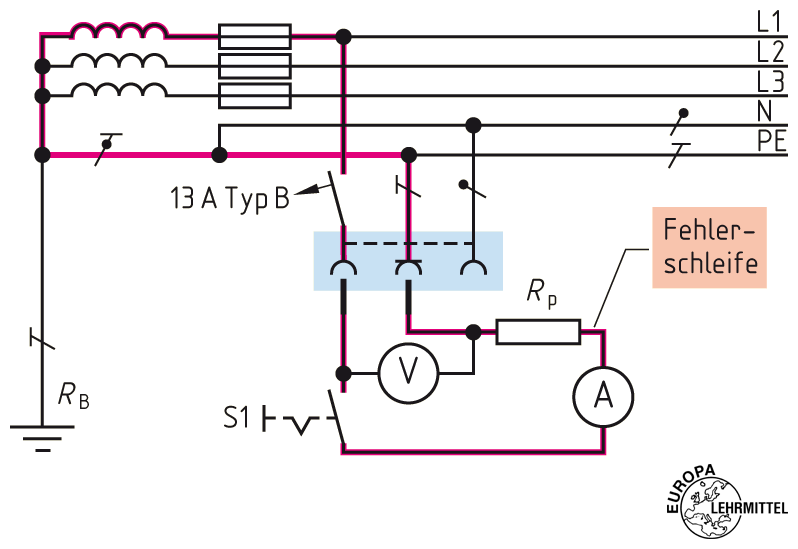 L1
L2
L3
N
PE
13 A Typ B
Fehler-
schleife
Rp
V
A
RB
S1
EUROPA
LEHRMITTEL